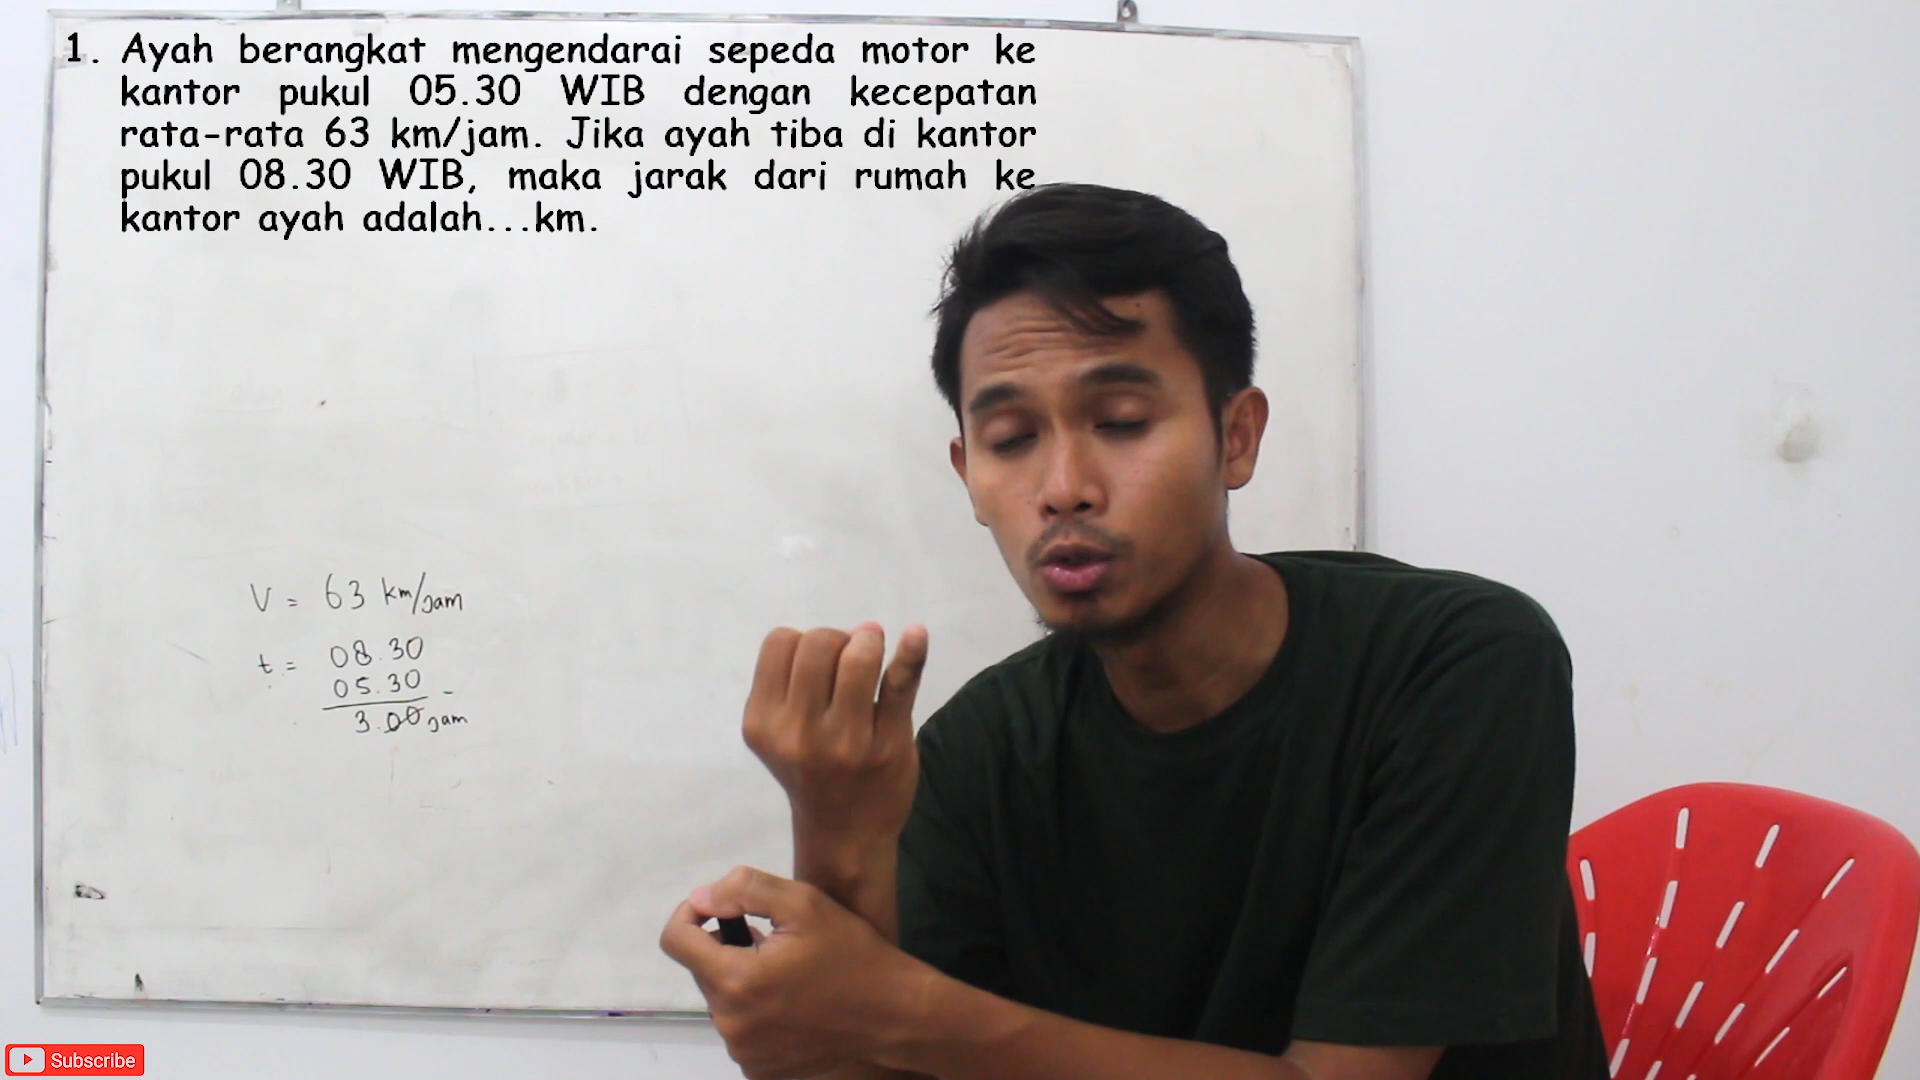 1. Ayah berangkat mengendarai sepeda motor ke
kantor pukul 05.30 WIB dengan kecepatan
rata-rata 63 km/jam. Jika ayah tiba di kantor
pukul 08.30 WIB, maka jarak dari rumah ke
kantor ayah adalah...km.
V = 63 km/jam
t = 08.30
05.30 -
3.00 jam
Subscribe